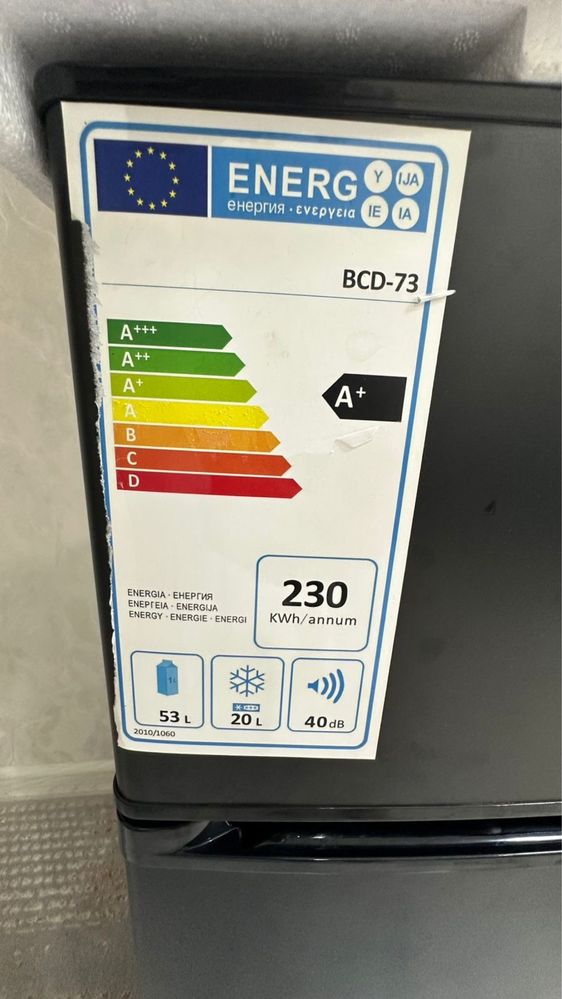 ENERG Y IJA
енергия · ενεργεια IE IA
BCD-73
A+++
A++
A+
A+
A
B
C
D
ENERGIA · ЕНЕРГИЯ
ΕΝΕΡΓΕΙΑ · ENERGIJA
ENERGY · ENERGIE · ENERGI
230
KWh/annum
1L
53 L
20 L
40 dB
2010/1060